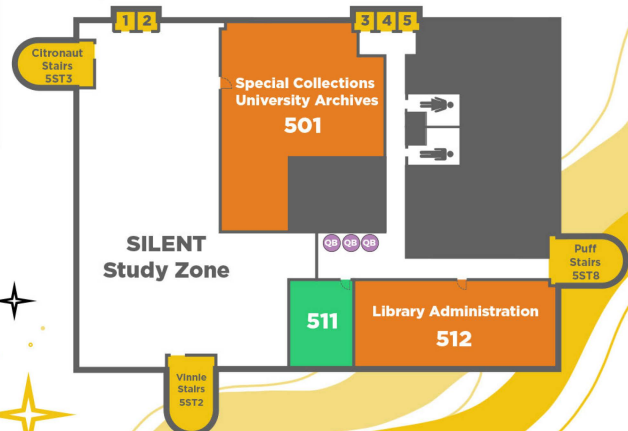 1 2
3 4 5
Citronaut
Stairs
5ST3
Special Collections
University Archives
501
SILENT
Study Zone
QB QB QB
Puff
Stairs
5ST8
511
Library Administration
512
Vinnie
Stairs
5ST2